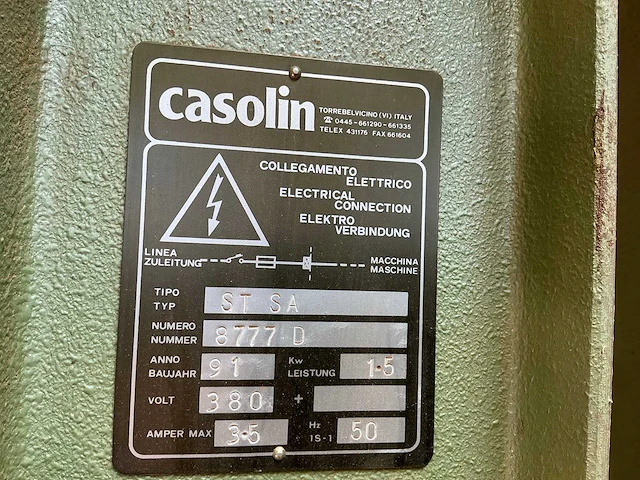 casolin
TORREBELVICINO (VI) ITALY
☎ 0445-661290-661335
TELEX 431176 FAX 661604
COLLEGAMENTO
ELETTRICO
ELECTRICAL
CONNECTION
ELEKTRO
VERBINDUNG
LINEA
ZULEITUNG
MACCHINA
MASCHINE
TIPO
TYP
ST SA
NUMERO
NUMMER
8777 D
ANNO
BAUJAHR
91
Kw
LEISTUNG
1.5
VOLT
380
+
AMPER MAX
3.5
Hz
1S-1
50